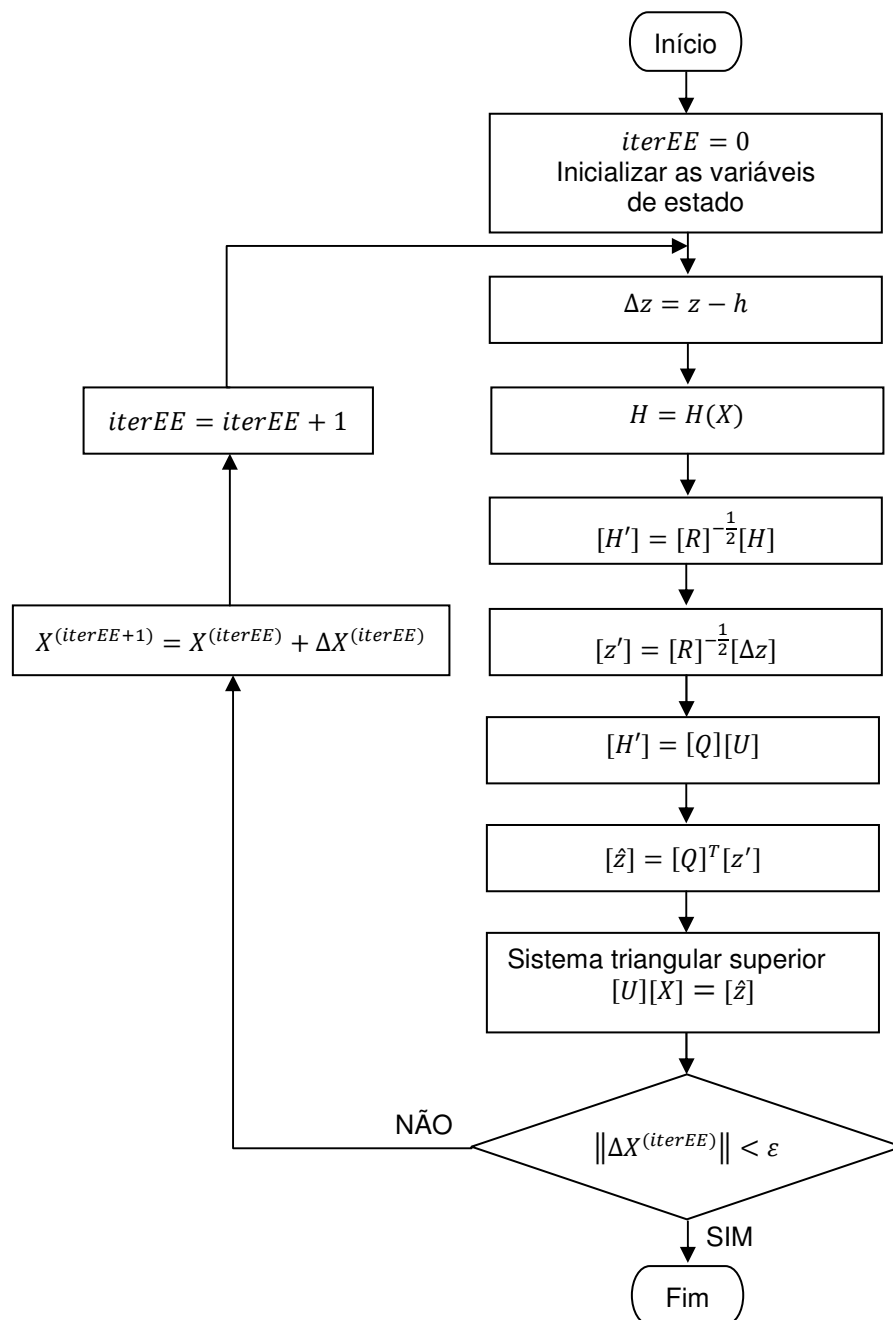 Início
iterEE = 0
Inicializar as variáveis
de estado
Δz = z − h
iterEE = iterEE + 1
H = H(X)
[H′] = [R]^{−1/2}[H]
X^{(iterEE+1)} = X^{(iterEE)} + ΔX^{(iterEE)}
[z′] = [R]^{−1/2}[Δz]
[H′] = [Q][U]
[ẑ] = [Q]^T[z′]
Sistema triangular superior
[U][X] = [ẑ]
NÃO
‖ΔX^{(iterEE)}‖ < ε
SIM
Fim